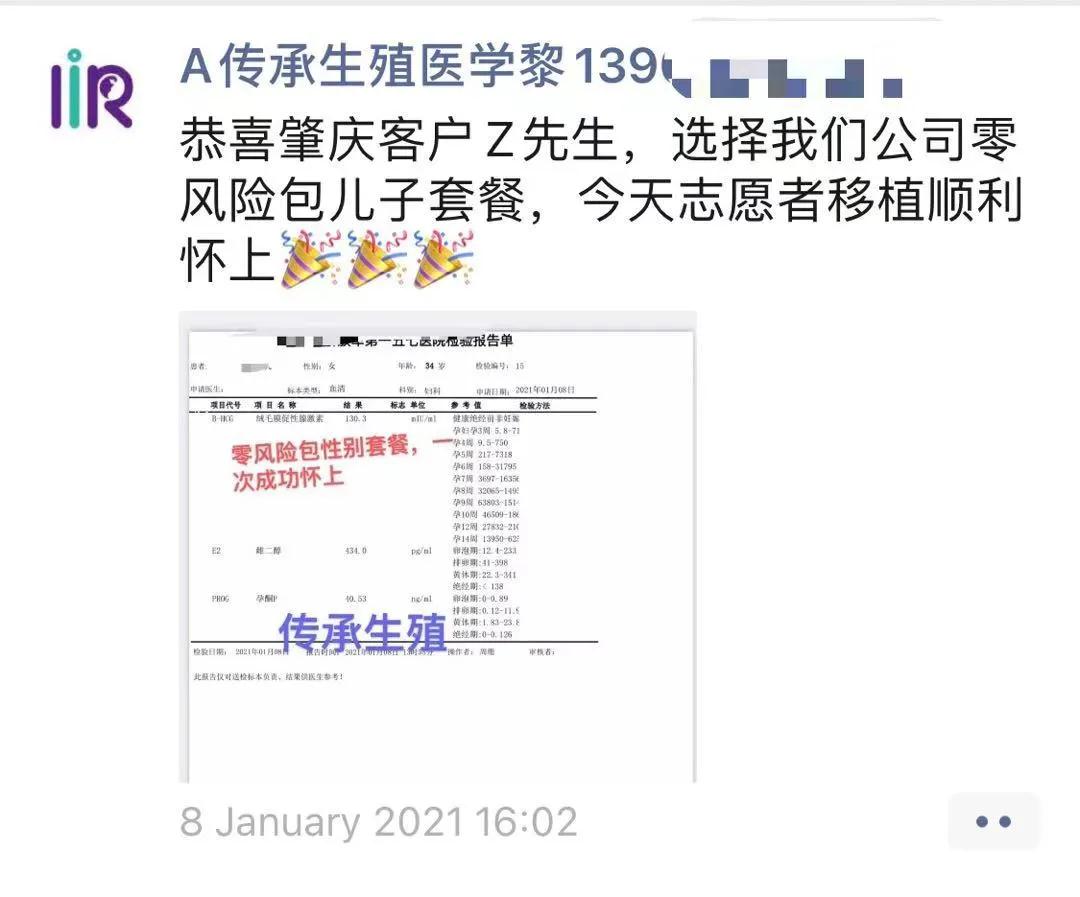 A传承生殖医学黎139
恭喜肇庆客户Z先生，选择我们公司零
风险包儿子套餐，今天志愿者移植顺利
怀上🎉🎉🎉
第一五七医院检验报告单
患者: 性别: 女 年龄: 34 岁 检验编号: 15
申请医生: 标本类型: 血清 科别: 妇科 申请日期: 2021年01月08日
项目代号 项目名称 结果 标志 单位 参考值 检验方法
B-HCG 绒毛膜促性腺激素 130.3 mIU/ml 健康绝经前非妊娠
孕妇孕3周 5.8-71
孕4周 9.5-750
孕5周 217-7318
孕6周 158-31795
孕7周 3697-1635
孕8周 32065-149
孕9周 63803-151
孕10周 46509-186
孕12周 27832-210
孕14周 13950-625
零风险包性别套餐，一
次成功怀上
E2 雌二醇 434.0 pg/ml 卵泡期:12.4-233
排卵期:41-398
黄体期:22.3-341
绝经期:< 138
PROG 孕酮P 40.53 ng/ml 卵泡期:0-0.89
排卵期:0.12-11.
黄体期:1.83-23.
绝经期:0-0.126
传承生殖
检验日期: 2021年01月08日 报告时间: 2021年01月08日 操作者: 审核者:
此报告仅对送检标本负责, 结果供医生参考!
8 January 2021 16:02